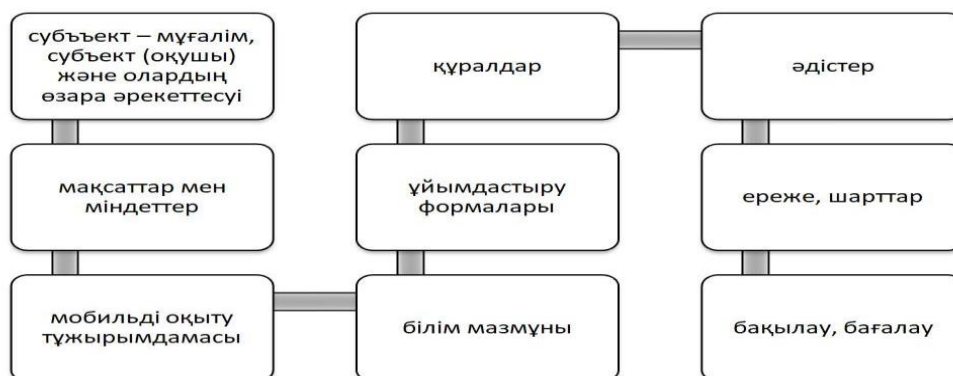 субъъект – мұғалім,
субъект (оқушы)
және олардың
өзара әрекеттесуі
мақсаттар мен
міндеттер
мобильді оқыту
тұжырымдамасы
білім мазмұны
ұйымдастыру
формалары
құралдар
әдістер
ереже, шарттар
бақылау, бағалау